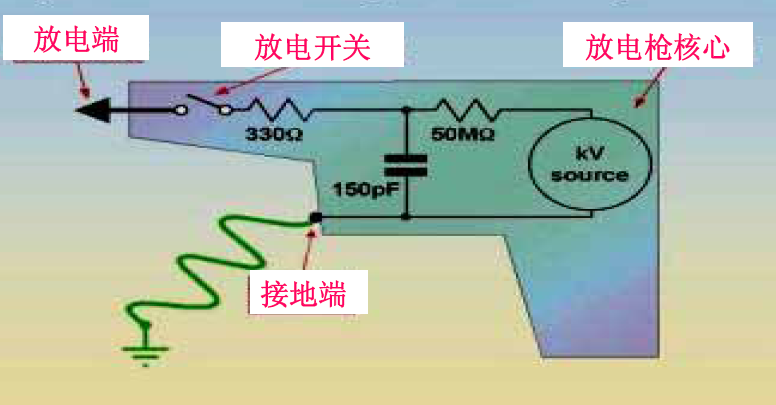 放电端
放电开关
放电枪核心
330Ω
50MΩ
kV
source
150pF
接地端